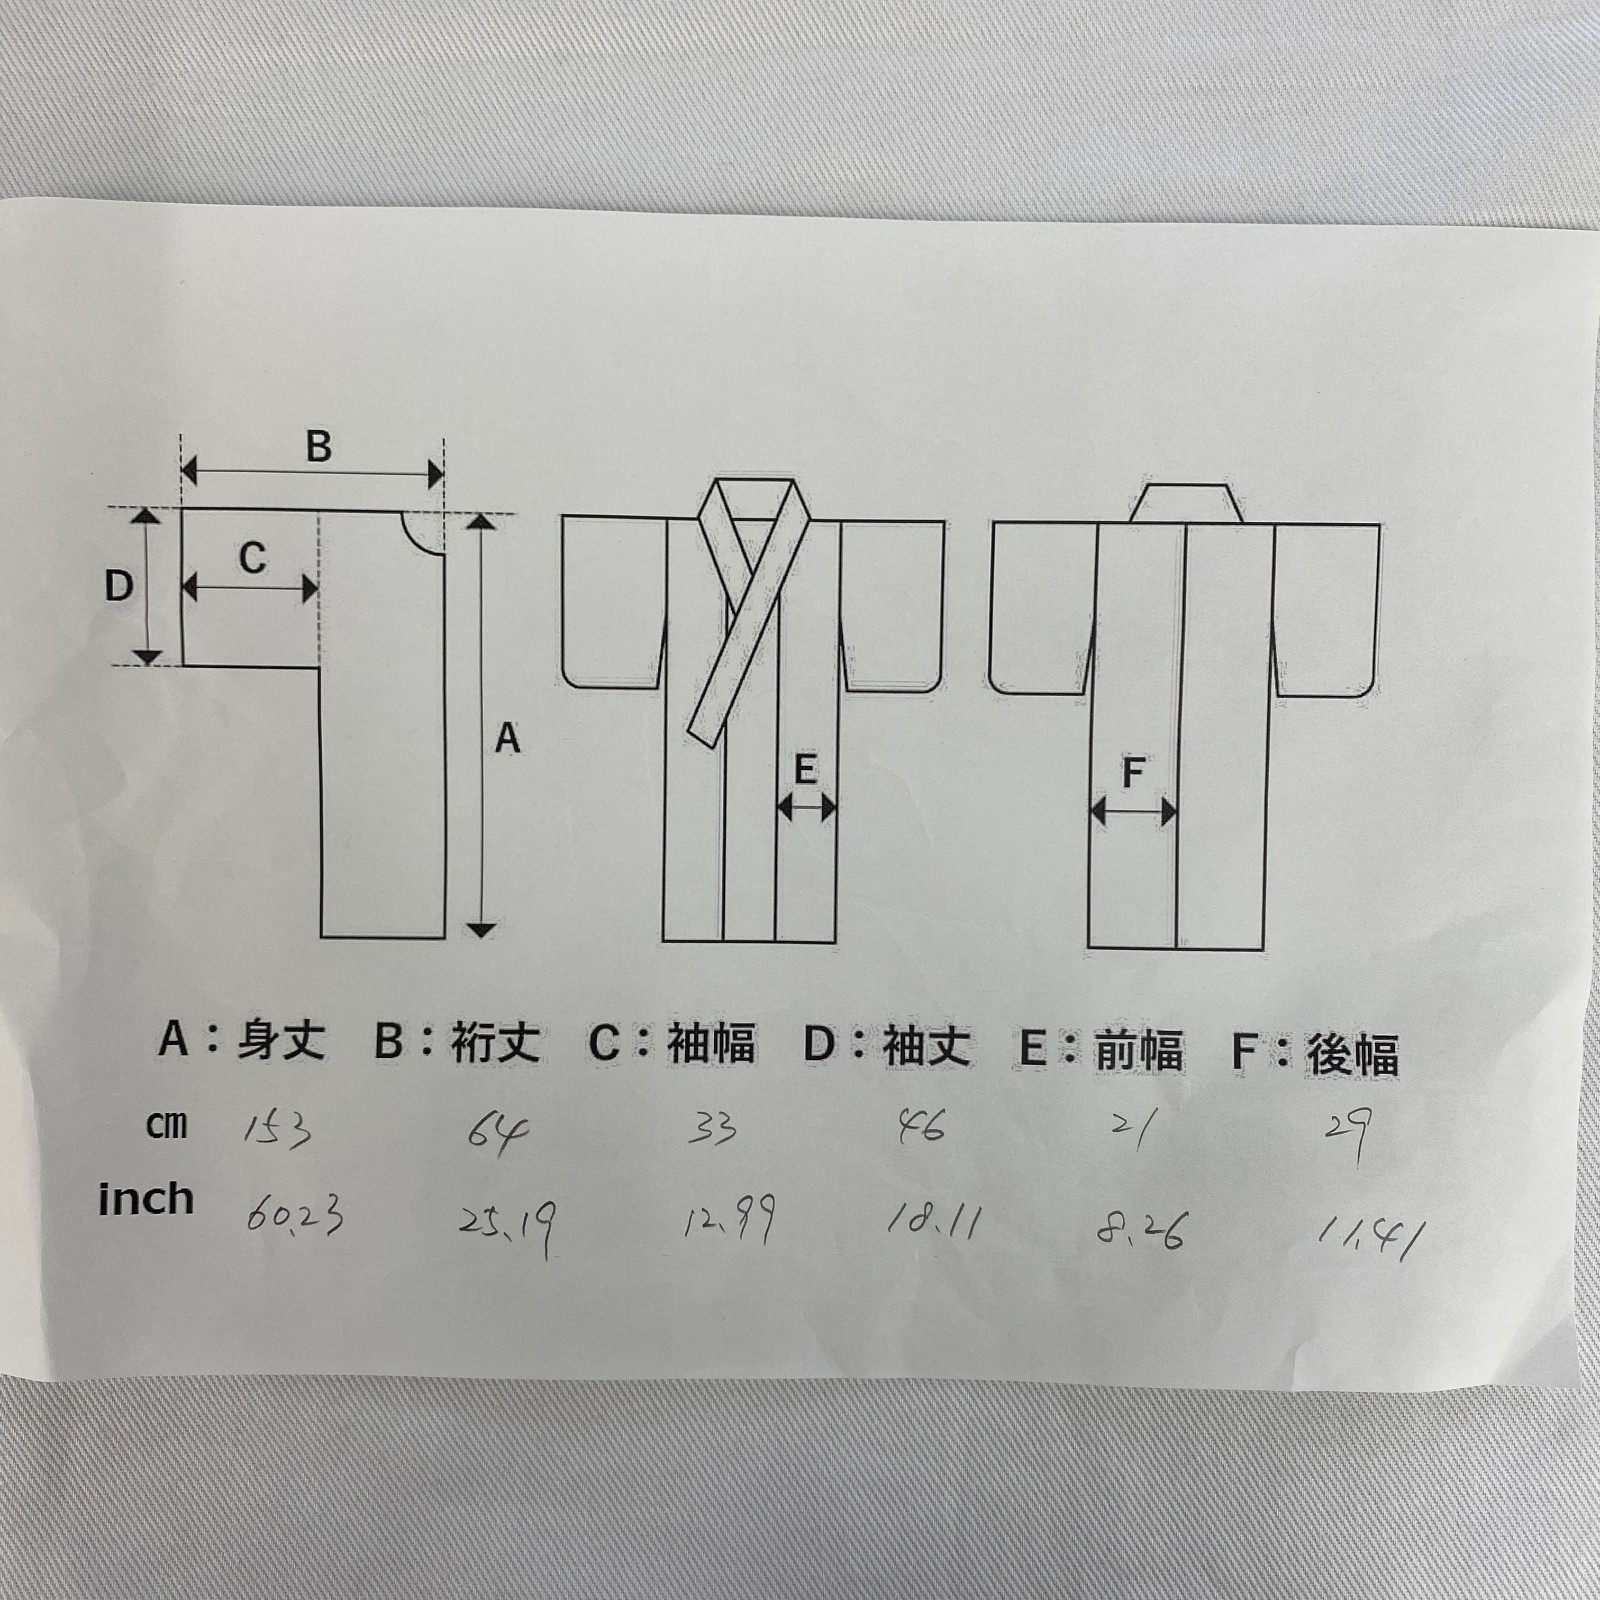 B
D
C
A
E
F
A：身丈 B：裄丈 C：袖幅 D：袖丈 E：前幅 F：後幅
cm 153 64 33 46 21 29
inch 60.23 25.19 12.99 18.11 8.26 11.41